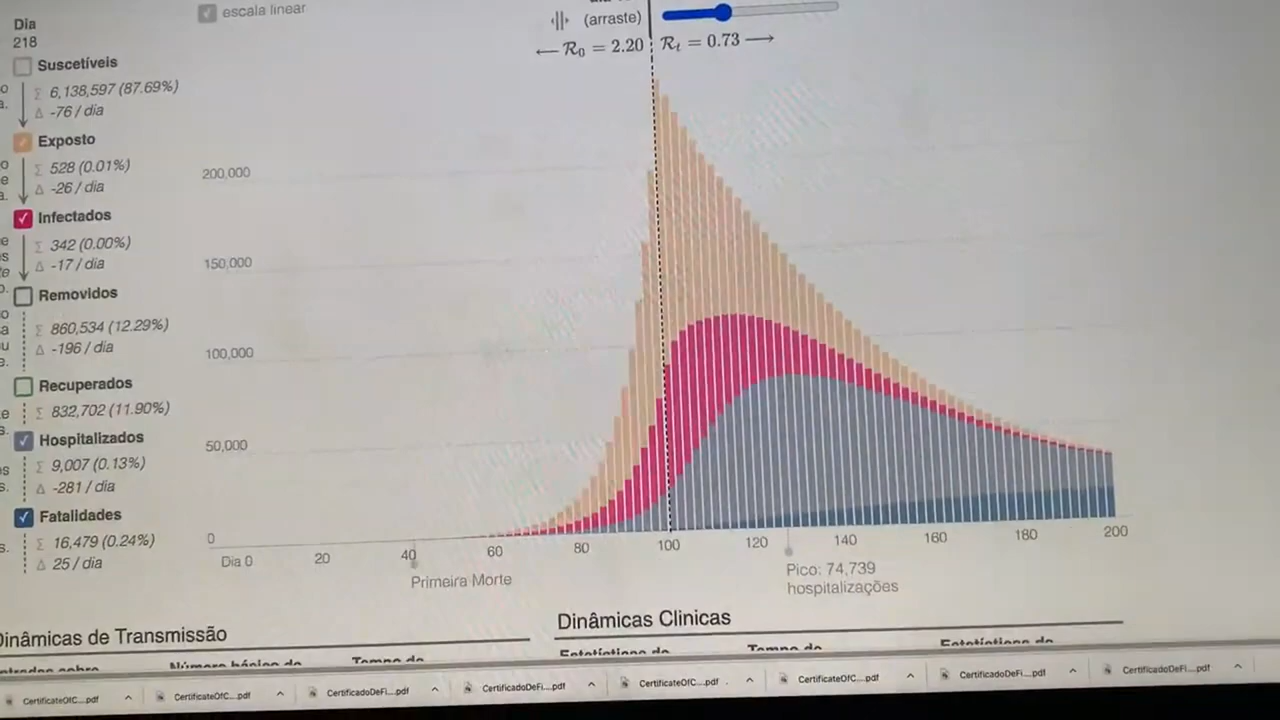 Dia
218
Suscetíveis
Σ 6,138,597 (87.69%)
Δ -76 / dia
Exposto
Σ 528 (0.01%)
Δ -26 / dia
Infectados
Σ 342 (0.00%)
Δ -17 / dia
Removidos
Σ 860,534 (12.29%)
Δ -196 / dia
Recuperados
Σ 832,702 (11.90%)
Hospitalizados
Σ 9,007 (0.13%)
Δ -281 / dia
Fatalidades
Σ 16,479 (0.24%)
Δ 25 / dia
escala linear
(arraste)
← R₀ = 2.20
Rₜ = 0.73 →
200,000
150,000
100,000
50,000
0
Dia 0 20 40 60 80 100 120 140 160 180 200
Primeira Morte
Pico: 74,739
hospitalizações
Dinâmicas de Transmissão
Dinâmicas Clinicas
CertificateOfC....pdf
CertificateOfC....pdf
CertificadoDeFi....pdf
CertificadoDeFi....pdf
CertificateOfC....pdf
CertificateOfC....pdf
CertificadoDeFi....pdf
CertificadoDeFi....pdf